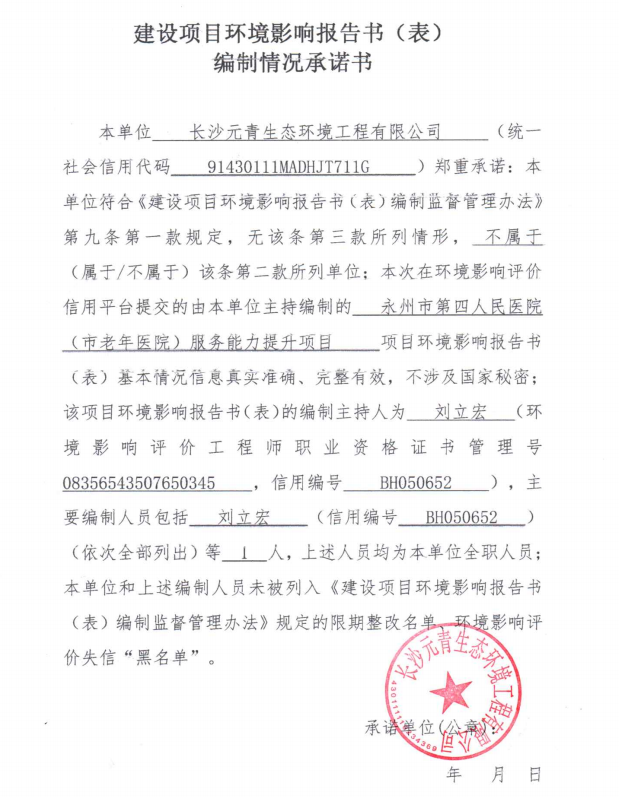 建设项目环境影响报告书（表）
编制情况承诺书
本单位 长沙元青生态环境工程有限公司 （统一
社会信用代码 91430111MADHJT711G ）郑重承诺：本
单位符合《建设项目环境影响报告书（表）编制监督管理办法》
第九条第一款规定，无该条第三款所列情形， 不属于
（属于/不属于）该条第二款所列单位；本次在环境影响评价
信用平台提交的由本单位主持编制的 永州市第四人民医院
（市老年医院）服务能力提升项目 项目环境影响报告书
（表）基本情况信息真实准确、完整有效，不涉及国家秘密；
该项目环境影响报告书（表）的编制主持人为 刘立宏 （环
境影响评价工程师职业资格证书管理号
08356543507650345 ，信用编号 BH050652 ），主
要编制人员包括 刘立宏 （信用编号 BH050652 ）
（依次全部列出）等 1 人，上述人员均为本单位全职人员；
本单位和上述编制人员未被列入《建设项目环境影响报告书
（表）编制监督管理办法》规定的限期整改名单、环境影响评
价失信“黑名单”。
长沙元青生态环境工程有限公司
承诺单位(公章)：
年 月 日